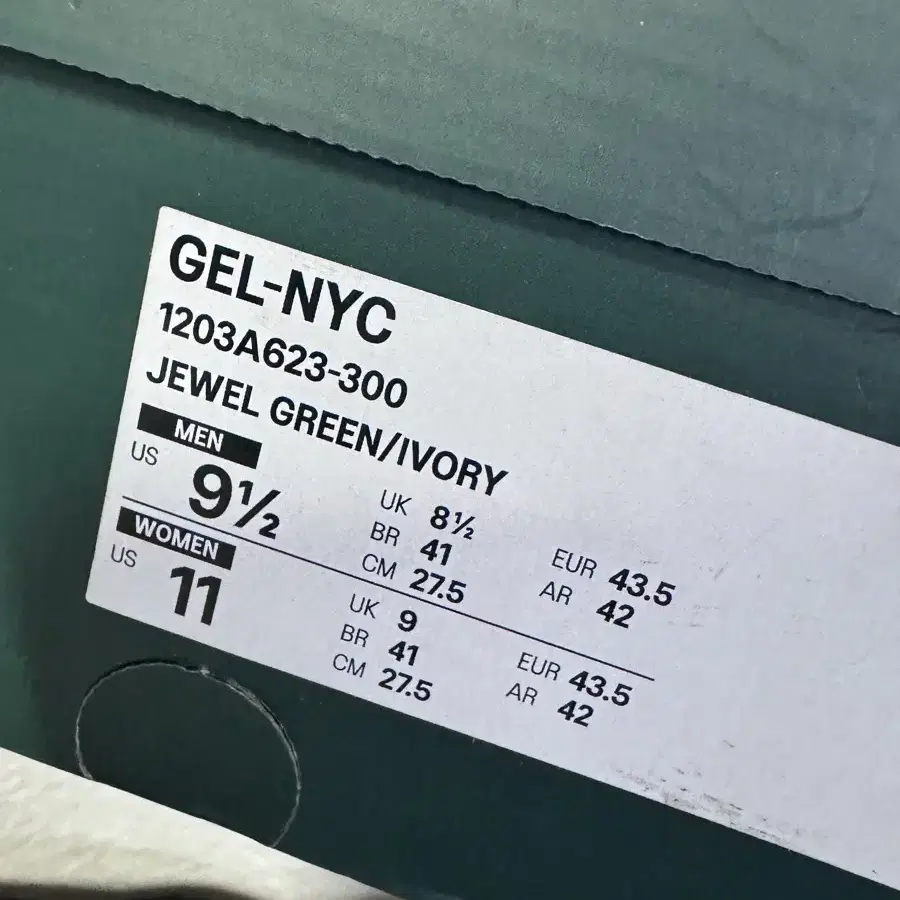 GEL-NYC
1203A623-300
JEWEL GREEN/IVORY
MEN
US 9½ UK 8½
BR 41 EUR 43.5
CM 27.5 AR 42
WOMEN
US 11 UK 9
BR 41 EUR 43.5
CM 27.5 AR 42